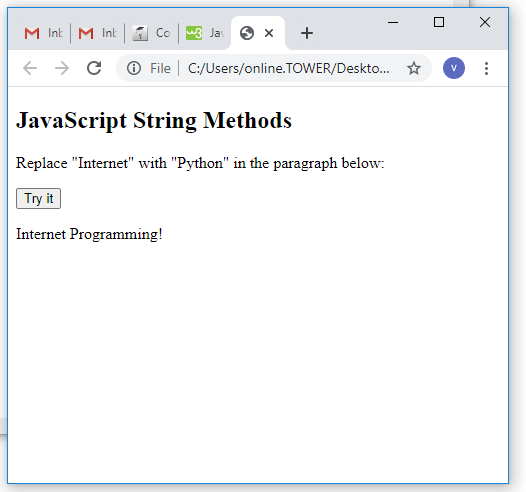 Inb Inb Co Jav
File C:/Users/online.TOWER/Deskto... v
JavaScript String Methods
Replace "Internet" with "Python" in the paragraph below:
Try it
Internet Programming!